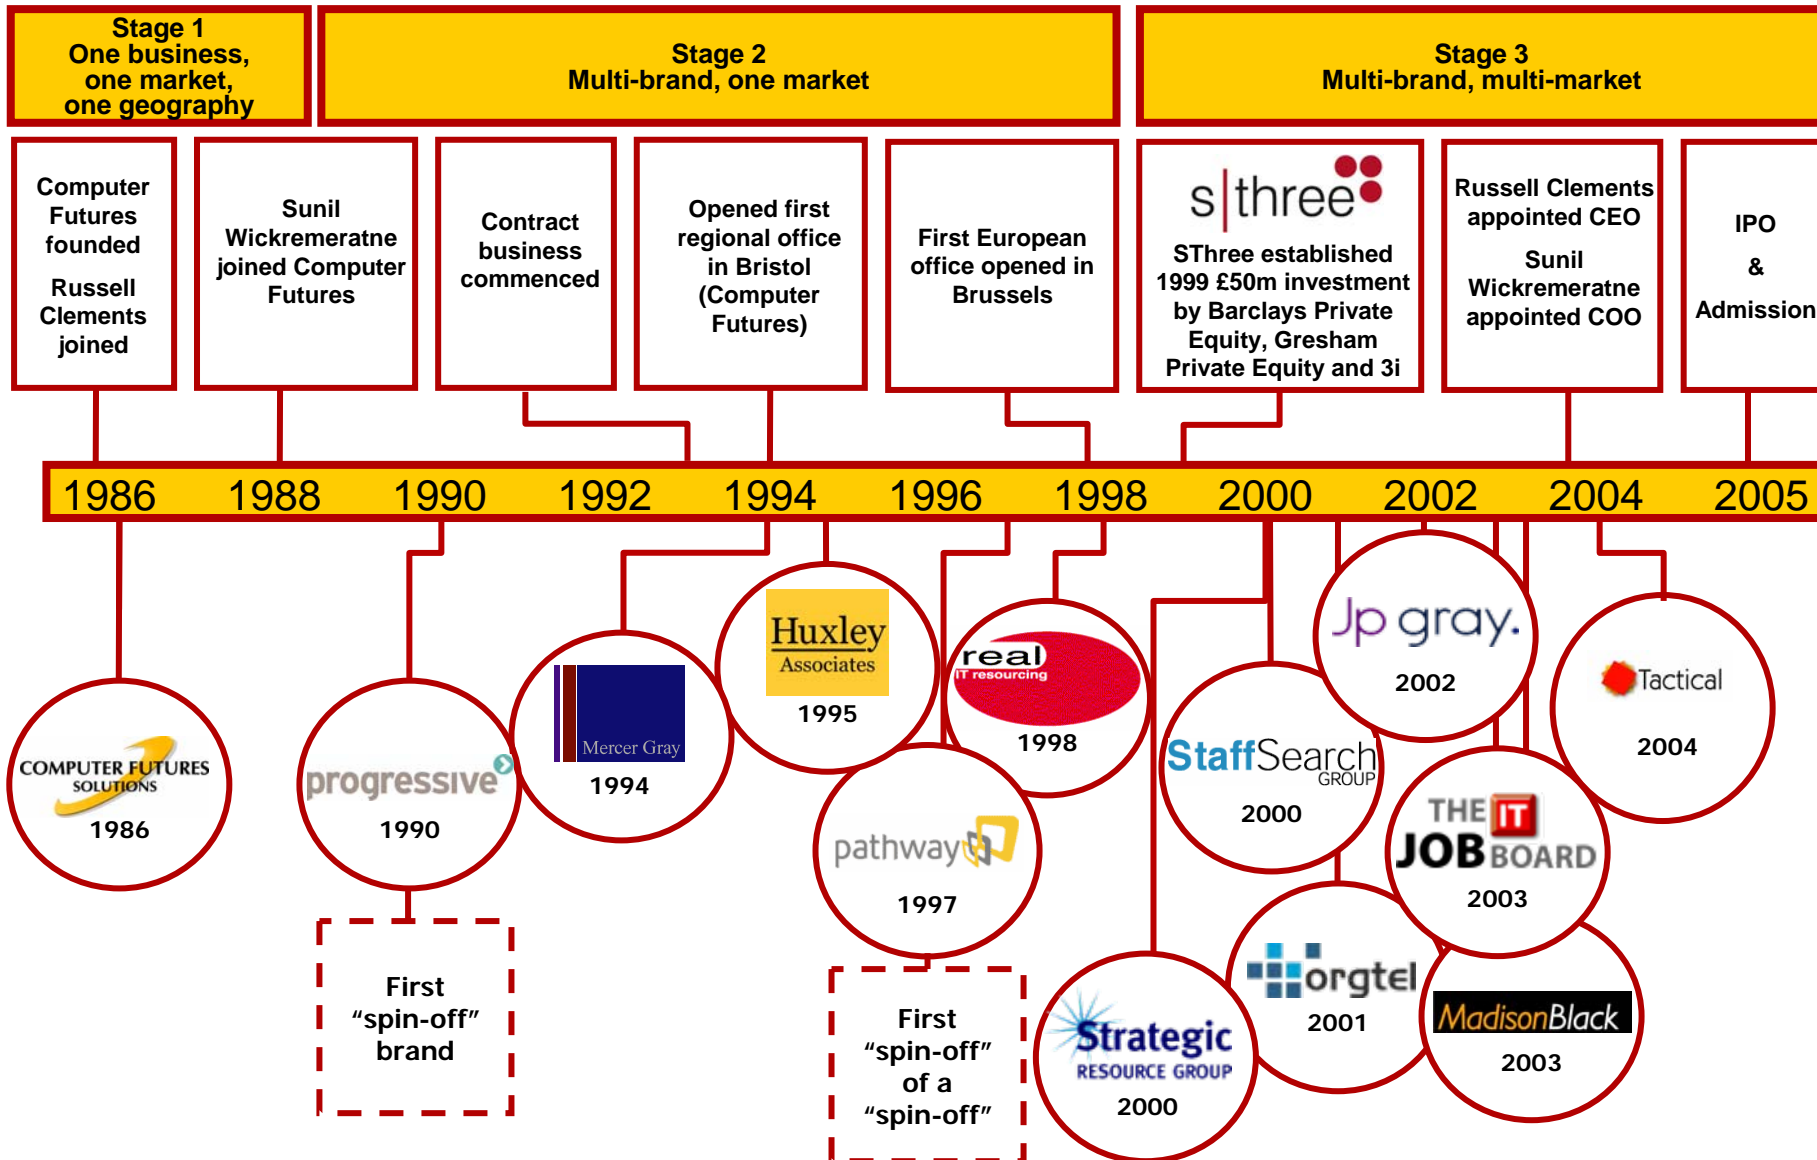 Stage 1
One business,
one market,
one geography
Stage 2
Multi-brand, one market
Stage 3
Multi-brand, multi-market
Computer
Futures
founded
Russell
Clements
joined
Sunil
Wickremeratne
joined Computer
Futures
Contract
business
commenced
Opened first
regional office
in Bristol
(Computer
Futures)
First European
office opened in
Brussels
s|three
SThree established
1999 £50m investment
by Barclays Private
Equity, Gresham
Private Equity and 3i
Russell Clements
appointed CEO
Sunil
Wickremeratne
appointed COO
IPO
&
Admission
1986 1988 1990 1992 1994 1996 1998 2000 2002 2004 2005
COMPUTER FUTURES
SOLUTIONS
1986
progressive
1990
First
“spin-off”
brand
Mercer Gray
1994
Huxley
Associates
1995
pathway
1997
First
“spin-off”
of a
“spin-off”
real
IT resourcing
1998
Strategic
RESOURCE GROUP
2000
StaffSearch
GROUP
2000
orgtel
2001
Jp gray.
2002
THE IT
JOB BOARD
2003
MadisonBlack
2003
Tactical
2004